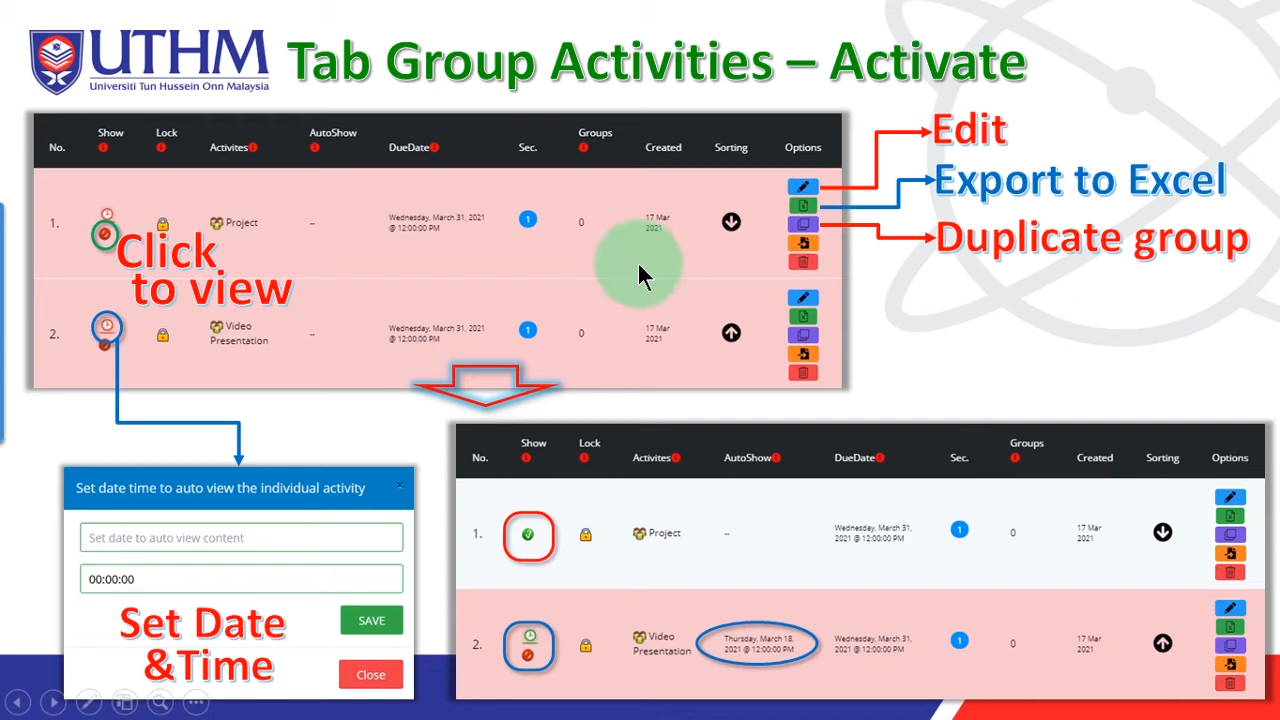 UTHM
Universiti Tun Hussein Onn Malaysia
Tab Group Activities – Activate
No. Show Lock Activites AutoShow DueDate Sec. Groups Created Sorting Options
1. Project -- Wednesday, March 31, 2021 1 0 17 Mar
@ 12:00:00 PM 2021
Click
to view
2. Video -- Wednesday, March 31, 2021 1 0 17 Mar
Presentation @ 12:00:00 PM 2021
Edit
Export to Excel
Duplicate group
Set date time to auto view the individual activity x
Set date to auto view content
00:00:00
SAVE
Set Date
&Time
Close
No. Show Lock Activites AutoShow DueDate Sec. Groups Created Sorting Options
1. Project -- Wednesday, March 31, 1 0 17 Mar
2021 @ 12:00:00 PM 2021
2. Video Thursday, March 18, Wednesday, March 31, 1 0 17 Mar
Presentation 2021 @ 12:00:00 PM 2021 @ 12:00:00 PM 2021